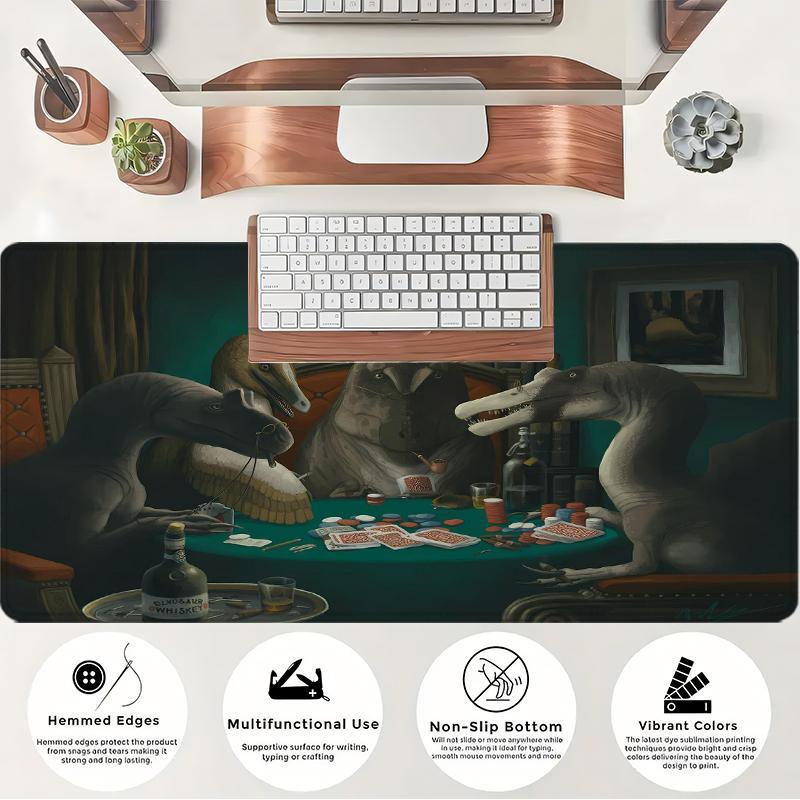 DINOSAUR
WHISKEY
Hemmed Edges
Hemmed edges protect the product
from snags and tears making it
strong and long lasting.
Multifunctional Use
Supportive surface for writing,
typing or crafting
Non-Slip Bottom
Will not slide or move anywhere while
in use, making it ideal for typing,
smooth mouse movements and more
Vibrant Colors
The latest dye sublimation printing
techniques provide bright and crisp
colors delivering the beauty of the
design to print.